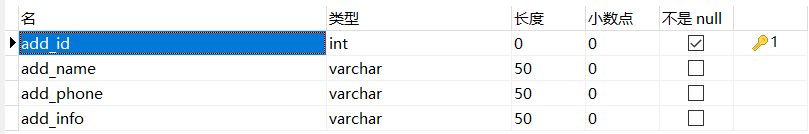 名 类型 长度 小数点 不是 null
add_id int 0 0 1
add_name varchar 50 0
add_phone varchar 50 0
add_info varchar 50 0